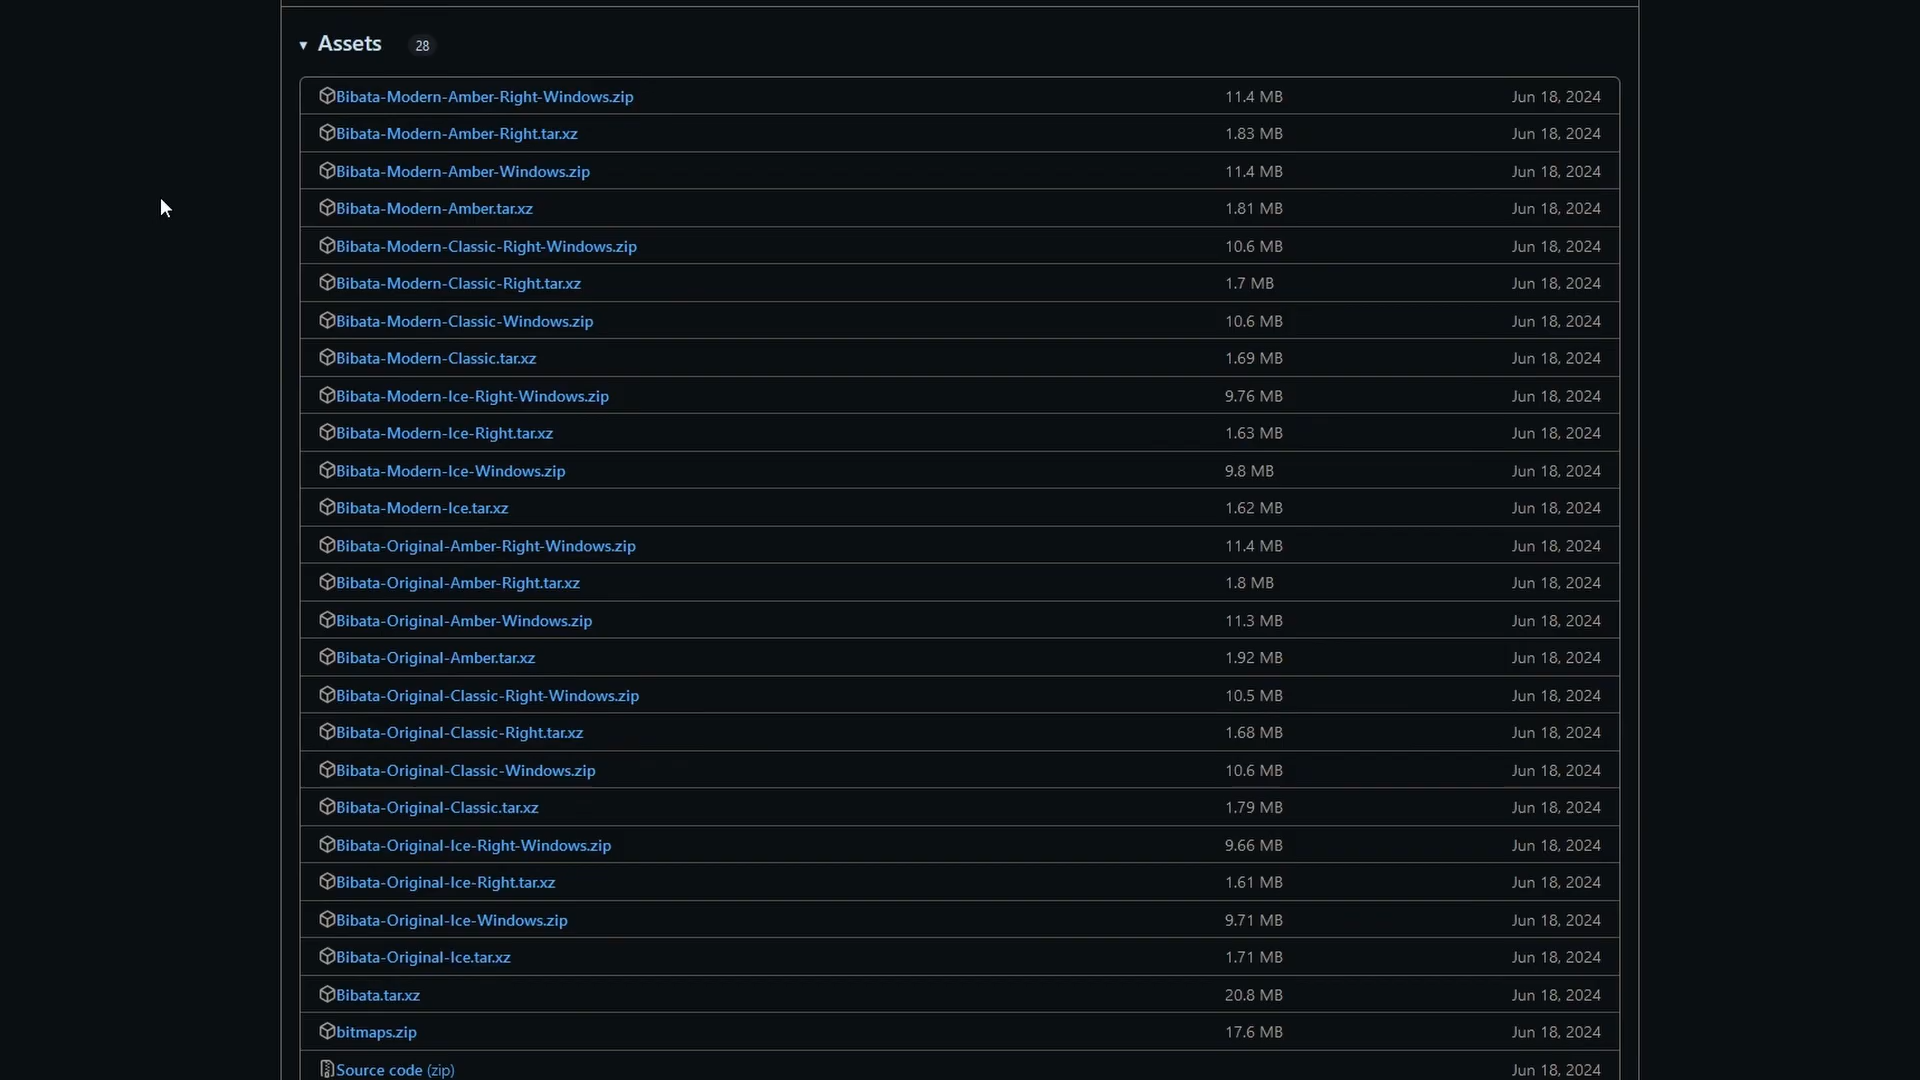 Assets 28
Bibata-Modern-Amber-Right-Windows.zip 11.4 MB Jun 18, 2024
Bibata-Modern-Amber-Right.tar.xz 1.83 MB Jun 18, 2024
Bibata-Modern-Amber-Windows.zip 11.4 MB Jun 18, 2024
Bibata-Modern-Amber.tar.xz 1.81 MB Jun 18, 2024
Bibata-Modern-Classic-Right-Windows.zip 10.6 MB Jun 18, 2024
Bibata-Modern-Classic-Right.tar.xz 1.7 MB Jun 18, 2024
Bibata-Modern-Classic-Windows.zip 10.6 MB Jun 18, 2024
Bibata-Modern-Classic.tar.xz 1.69 MB Jun 18, 2024
Bibata-Modern-Ice-Right-Windows.zip 9.76 MB Jun 18, 2024
Bibata-Modern-Ice-Right.tar.xz 1.63 MB Jun 18, 2024
Bibata-Modern-Ice-Windows.zip 9.8 MB Jun 18, 2024
Bibata-Modern-Ice.tar.xz 1.62 MB Jun 18, 2024
Bibata-Original-Amber-Right-Windows.zip 11.4 MB Jun 18, 2024
Bibata-Original-Amber-Right.tar.xz 1.8 MB Jun 18, 2024
Bibata-Original-Amber-Windows.zip 11.3 MB Jun 18, 2024
Bibata-Original-Amber.tar.xz 1.92 MB Jun 18, 2024
Bibata-Original-Classic-Right-Windows.zip 10.5 MB Jun 18, 2024
Bibata-Original-Classic-Right.tar.xz 1.68 MB Jun 18, 2024
Bibata-Original-Classic-Windows.zip 10.6 MB Jun 18, 2024
Bibata-Original-Classic.tar.xz 1.79 MB Jun 18, 2024
Bibata-Original-Ice-Right-Windows.zip 9.66 MB Jun 18, 2024
Bibata-Original-Ice-Right.tar.xz 1.61 MB Jun 18, 2024
Bibata-Original-Ice-Windows.zip 9.71 MB Jun 18, 2024
Bibata-Original-Ice.tar.xz 1.71 MB Jun 18, 2024
Bibata.tar.xz 20.8 MB Jun 18, 2024
bitmaps.zip 17.6 MB Jun 18, 2024
Source code (zip) Jun 18, 2024